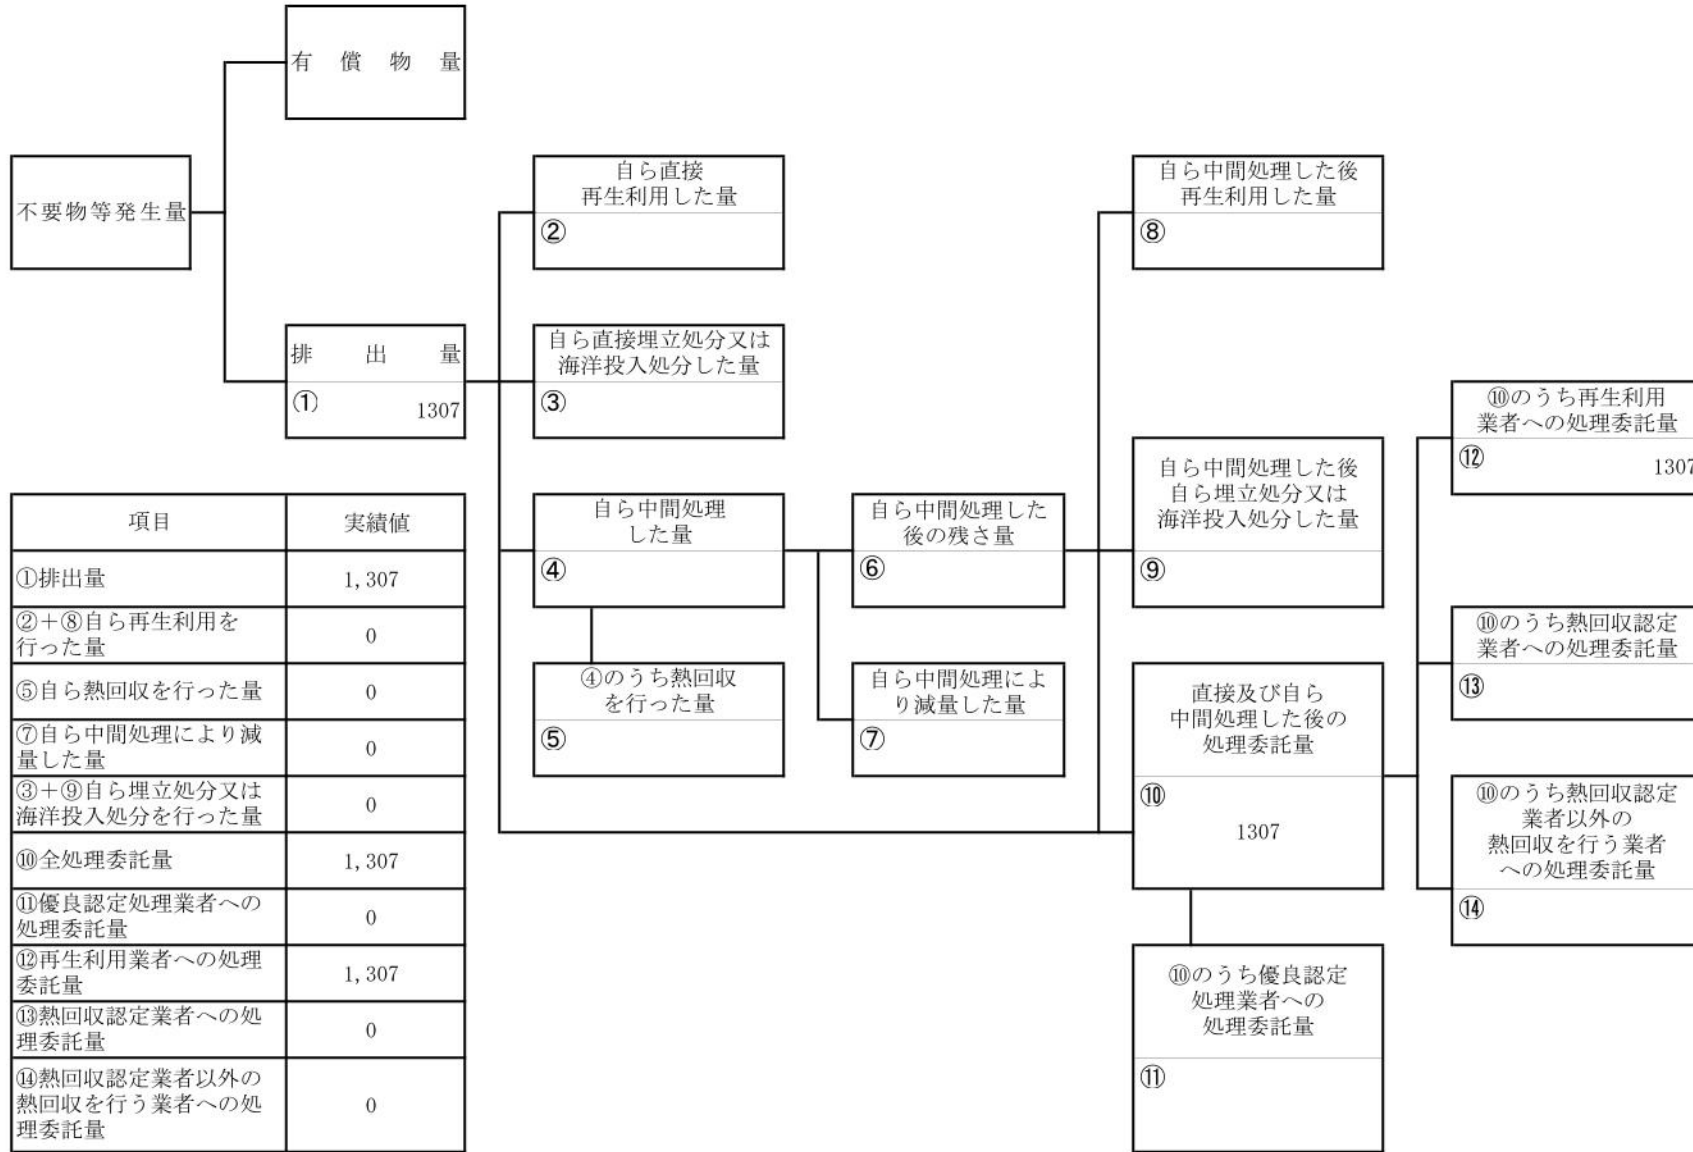 有償物量
不要物等発生量
排出量
①
1307
自ら直接
再生利用した量
②
自ら直接埋立処分又は
海洋投入処分した量
③
自ら中間処理
した量
④
④のうち熱回収
を行った量
⑤
自ら中間処理した
後の残さ量
⑥
自ら中間処理によ
り減量した量
⑦
自ら中間処理した後
再生利用した量
⑧
自ら中間処理した後
自ら埋立処分又は
海洋投入処分した量
⑨
直接及び自ら
中間処理した後の
処理委託量
⑩
1307
⑩のうち優良認定
処理業者への
処理委託量
⑪
⑩のうち再生利用
業者への処理委託量
⑫
1307
⑩のうち熱回収認定
業者への処理委託量
⑬
⑩のうち熱回収認定
業者以外の
熱回収を行う業者
への処理委託量
⑭
項目 実績値
①排出量 1,307
②+⑧自ら再生利用を
行った量 0
⑤自ら熱回収を行った量 0
⑦自ら中間処理により減
量した量 0
③+⑨自ら埋立処分又は
海洋投入処分を行った量 0
⑩全処理委託量 1,307
⑪優良認定処理業者への
処理委託量 0
⑫再生利用業者への処理
委託量 1,307
⑬熱回収認定業者への処
理委託量 0
⑭熱回収認定業者以外の
熱回収を行う業者への処
理委託量 0